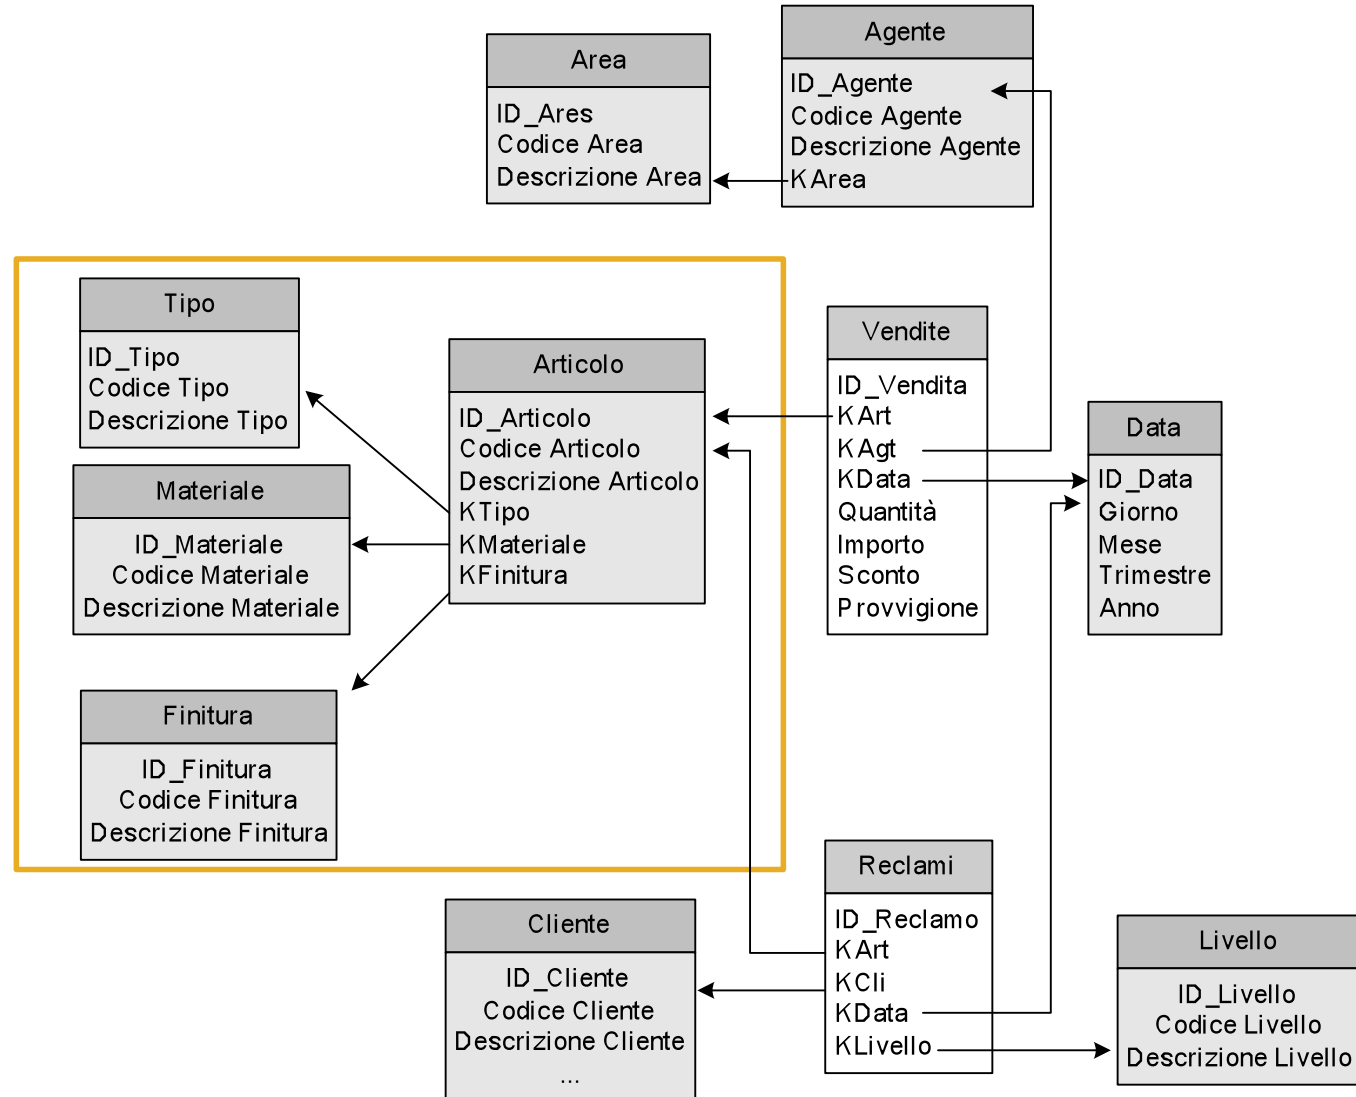 Area
ID_Ares
Codice Area
Descrizione Area
Agente
ID_Agente
Codice Agente
Descrizione Agente
KArea
Tipo
ID_Tipo
Codice Tipo
Descrizione Tipo
Materiale
ID_Materiale
Codice Materiale
Descrizione Materiale
Finitura
ID_Finitura
Codice Finitura
Descrizione Finitura
Articolo
ID_Articolo
Codice Articolo
Descrizione Articolo
KTipo
KMateriale
KFinitura
Vendite
ID_Vendita
KArt
KAgt
KData
Quantità
Importo
Sconto
Provvigione
Data
ID_Data
Giorno
Mese
Trimestre
Anno
Cliente
ID_Cliente
Codice Cliente
Descrizione Cliente
...
Reclami
ID_Reclamo
KArt
KCli
KData
KLivello
Livello
ID_Livello
Codice Livello
Descrizione Livello